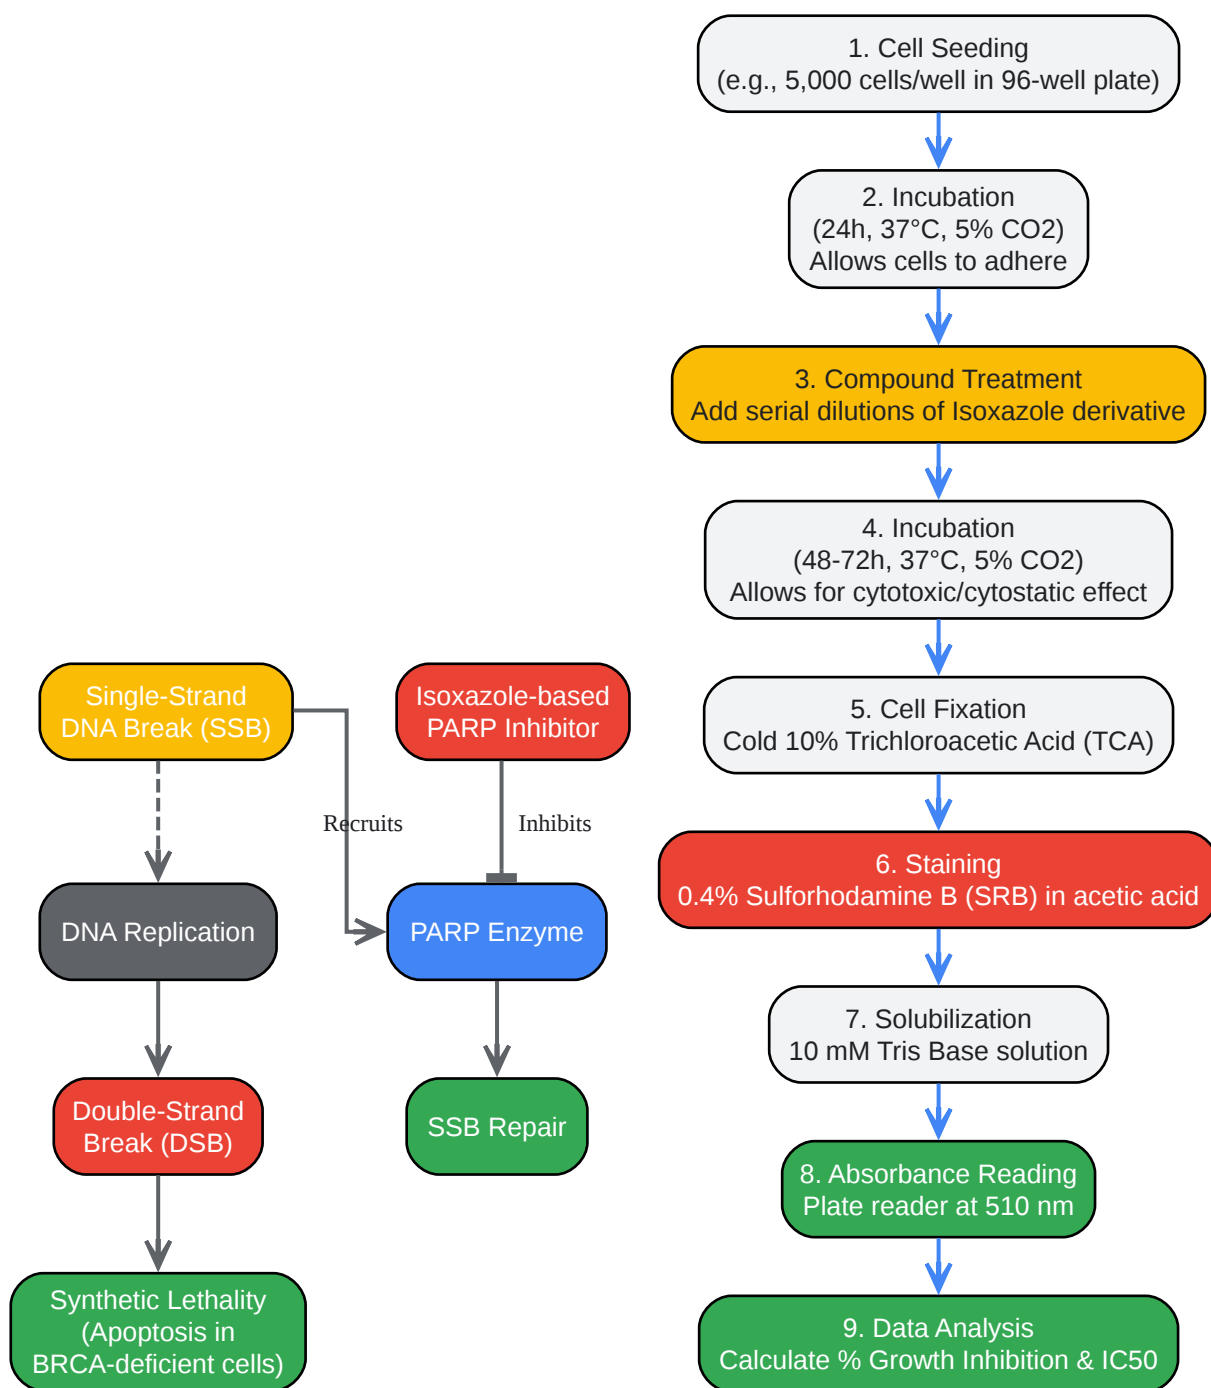 1. Cell Seeding
(e.g., 5,000 cells/well in 96-well plate)
2. Incubation
(24h, 37°C, 5% CO2)
Allows cells to adhere
3. Compound Treatment
Add serial dilutions of Isoxazole derivative
4. Incubation
(48-72h, 37°C, 5% CO2)
Allows for cytotoxic/cytostatic effect
5. Cell Fixation
Cold 10% Trichloroacetic Acid (TCA)
6. Staining
0.4% Sulforhodamine B (SRB) in acetic acid
7. Solubilization
10 mM Tris Base solution
8. Absorbance Reading
Plate reader at 510 nm
9. Data Analysis
Calculate % Growth Inhibition & IC50
Single-Strand
DNA Break (SSB)
Isoxazole-based
PARP Inhibitor
Recruits
Inhibits
DNA Replication
PARP Enzyme
Double-Strand
Break (DSB)
SSB Repair
Synthetic Lethality
(Apoptosis in
BRCA-deficient cells)